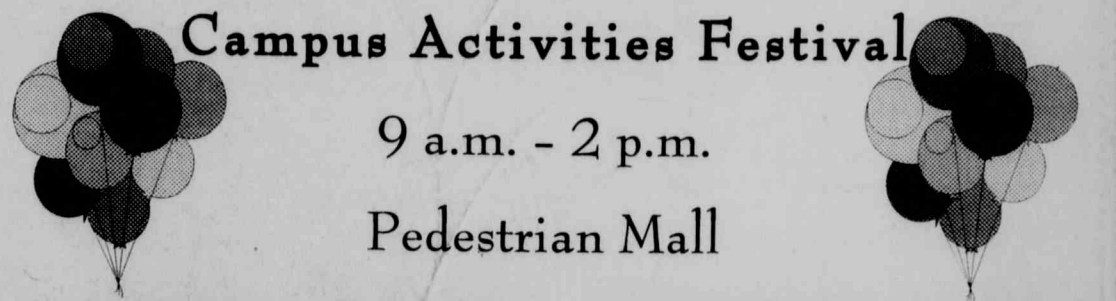 Campus Activities Festival
9 a.m. - 2 p.m.
Pedestrian Mall